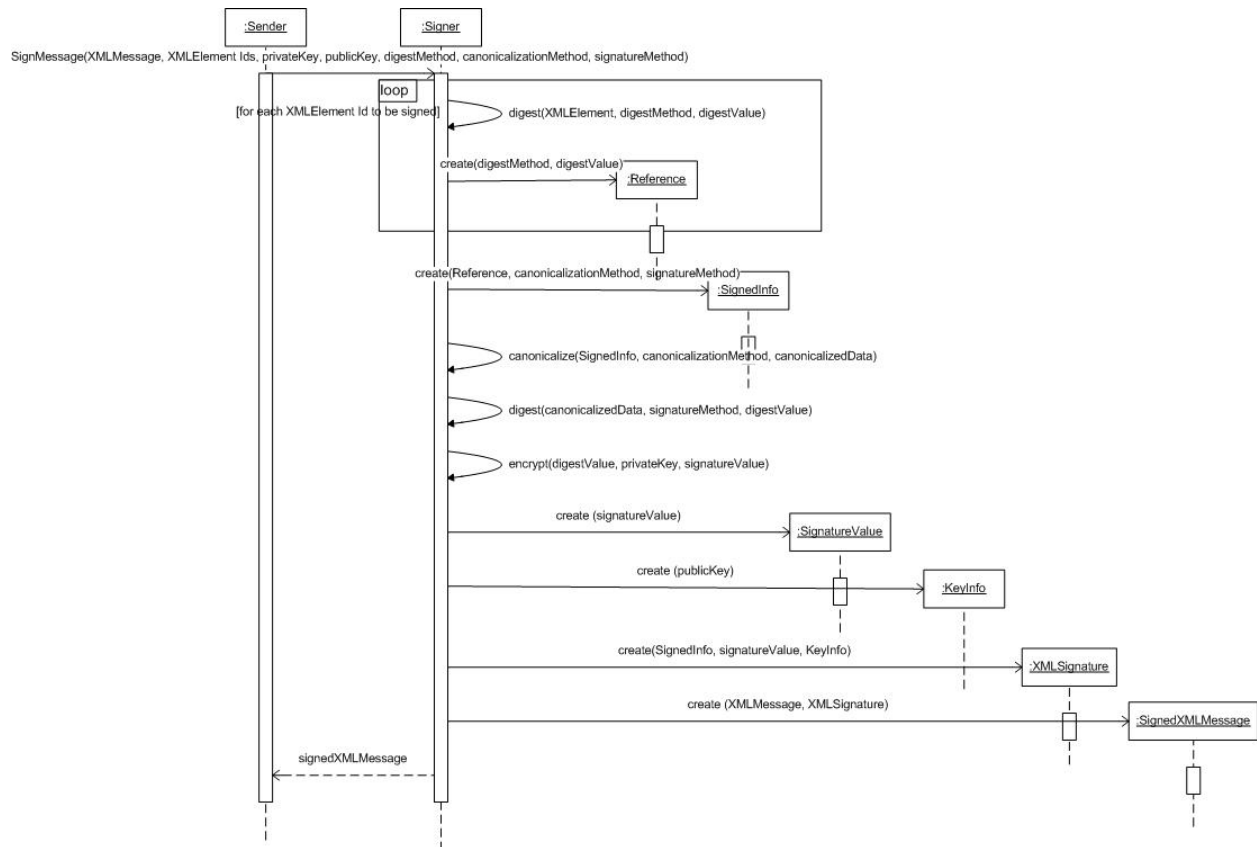 :Sender
:Signer
SignMessage(XMLMessage, XMLElement Ids, privateKey, publicKey, digestMethod, canonicalizationMethod, signatureMethod)
loop
[for each XMLElement Id to be signed]
digest(XMLElement, digestMethod, digestValue)
create(digestMethod, digestValue)
:Reference
create(Reference, canonicalizationMethod, signatureMethod)
:SignedInfo
canonicalize(SignedInfo, canonicalizationMethod, canonicalizedData)
digest(canonicalizedData, signatureMethod, digestValue)
encrypt(digestValue, privateKey, signatureValue)
create (signatureValue)
:SignatureValue
create (publicKey)
:KeyInfo
create(SignedInfo, signatureValue, KeyInfo)
:XMLSignature
create (XMLMessage, XMLSignature)
:SignedXMLMessage
signedXMLMessage